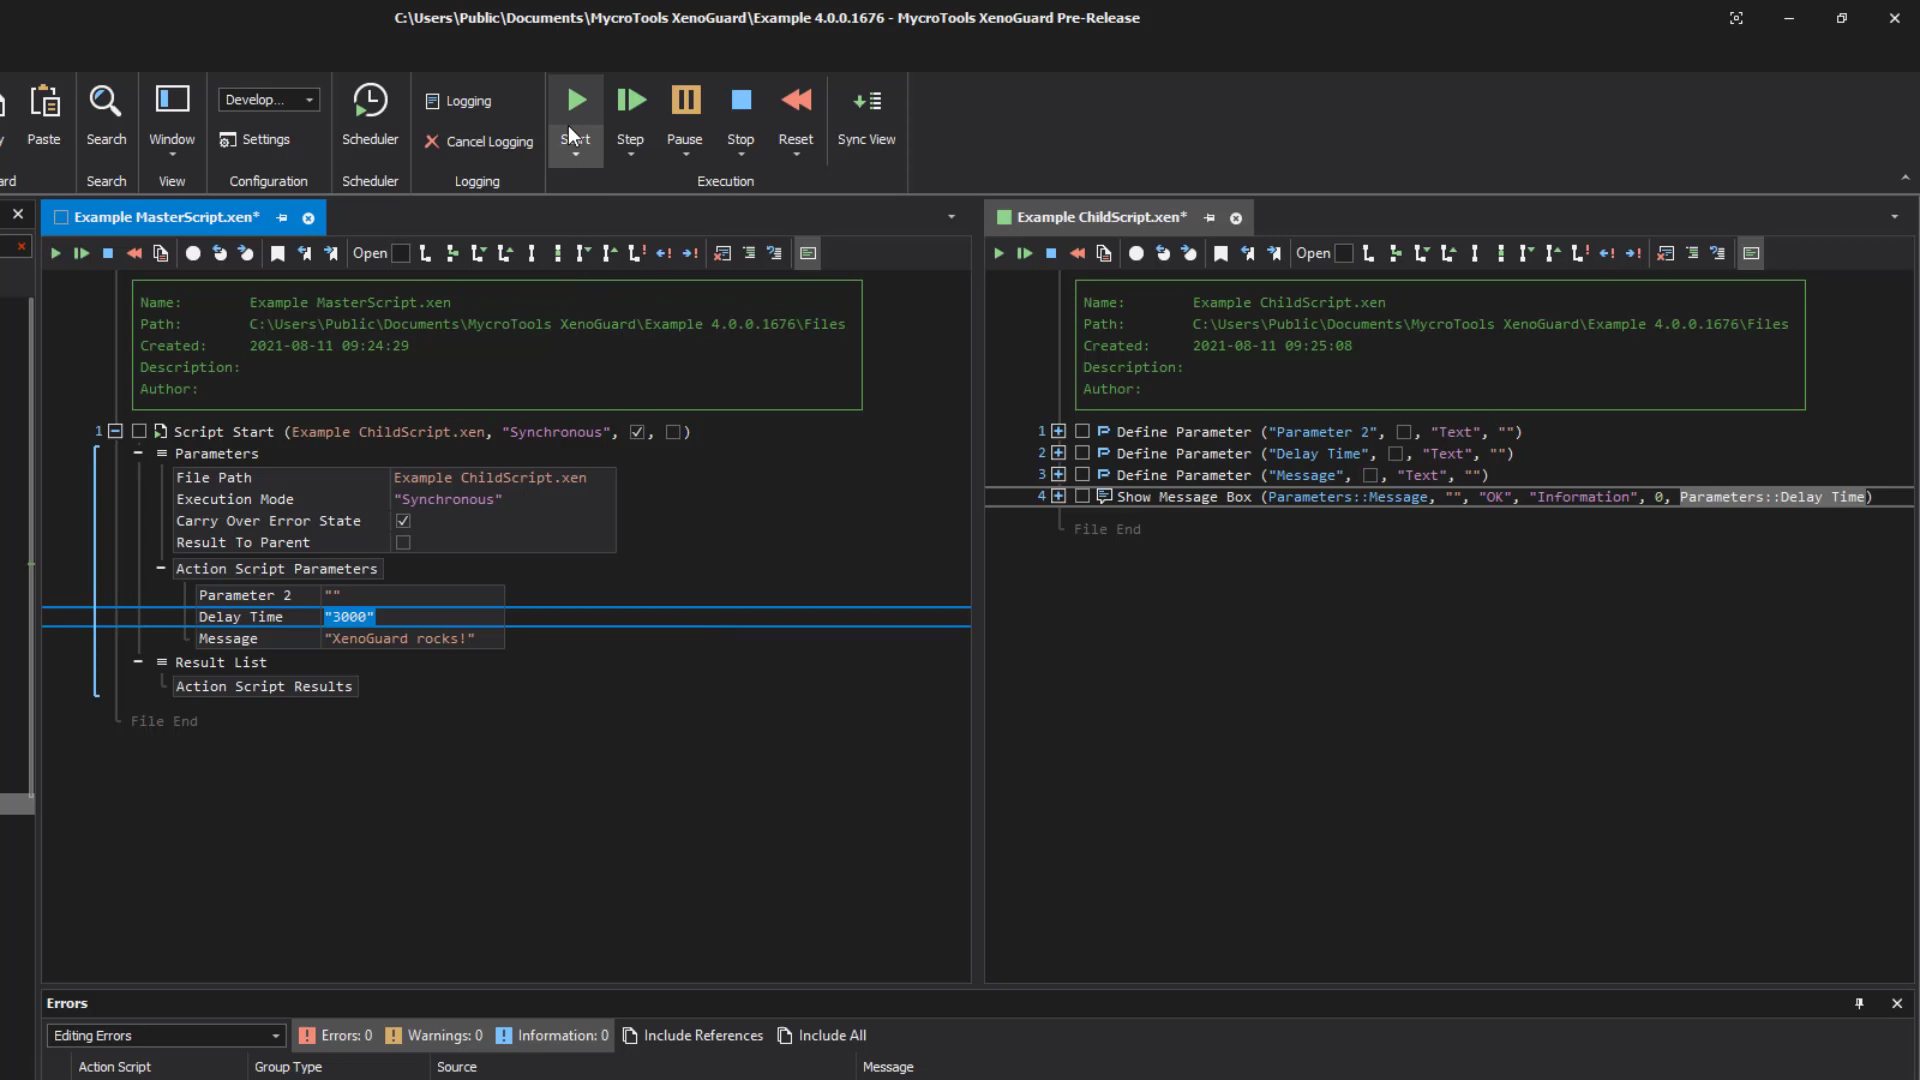 C:\Users\Public\Documents\MycroTools XenoGuard\Example 4.0.0.1676 - MycroTools XenoGuard Pre-Release
Develop...
Logging
Settings
Cancel Logging
y Paste Search Window Scheduler Start Step Pause Stop Reset Sync View
ard Search View Configuration Scheduler Logging Execution
Example MasterScript.xen*
Open
Name: Example MasterScript.xen
Path: C:\Users\Public\Documents\MycroTools XenoGuard\Example 4.0.0.1676\Files
Created: 2021-08-11 09:24:29
Description:
Author:
1 Script Start (Example ChildScript.xen, "Synchronous", , )
Parameters
File Path Example ChildScript.xen
Execution Mode "Synchronous"
Carry Over Error State
Result To Parent
Action Script Parameters
Parameter 2 ""
Delay Time "3000"
Message "XenoGuard rocks!"
Result List
Action Script Results
File End
Example ChildScript.xen*
Open
Name: Example ChildScript.xen
Path: C:\Users\Public\Documents\MycroTools XenoGuard\Example 4.0.0.1676\Files
Created: 2021-08-11 09:25:08
Description:
Author:
1 Define Parameter ("Parameter 2", , "Text", "")
2 Define Parameter ("Delay Time", , "Text", "")
3 Define Parameter ("Message", , "Text", "")
4 Show Message Box (Parameters::Message, "", "OK", "Information", 0, Parameters::Delay Time)
File End
Errors
Editing Errors Errors: 0 Warnings: 0 Information: 0 Include References Include All
Action Script Group Type Source Message